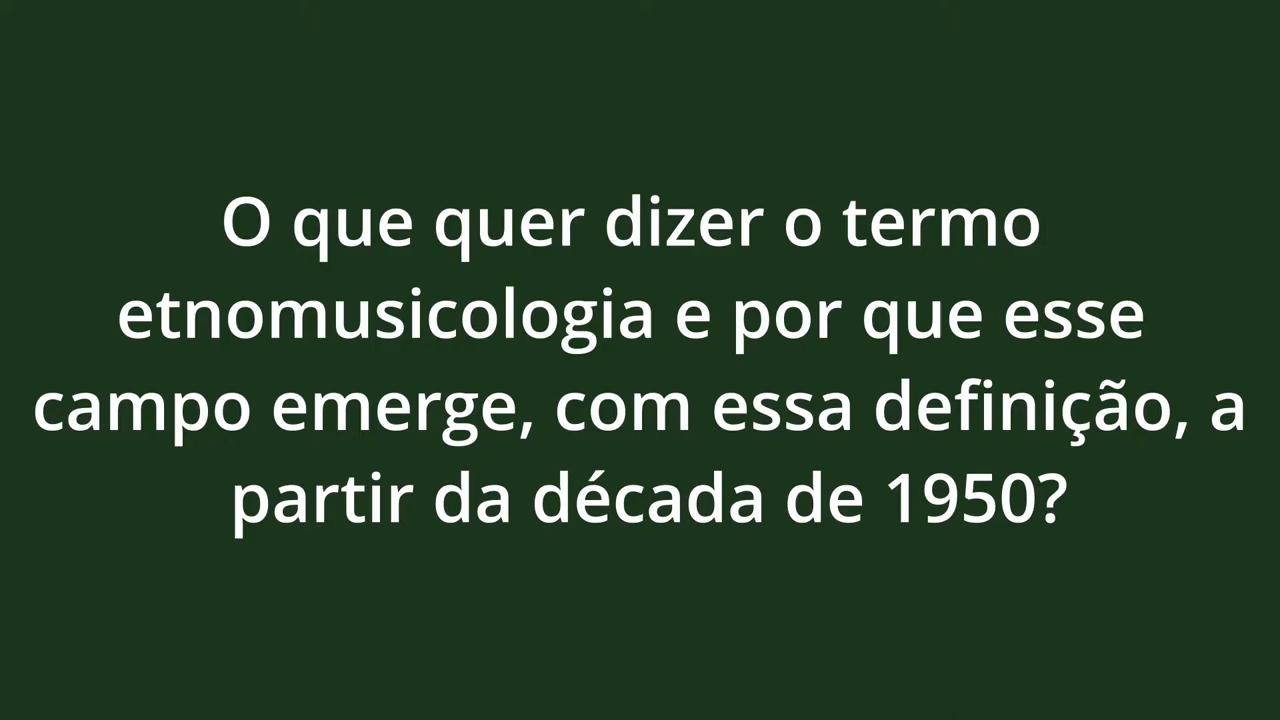 O que quer dizer o termo
etnomusicologia e por que esse
campo emerge, com essa definição, a
partir da década de 1950?